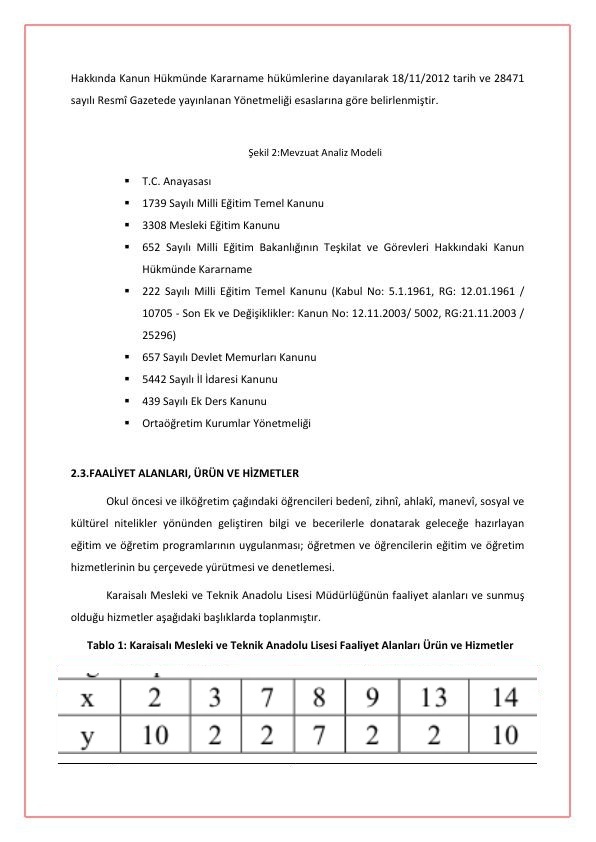 Hakkında Kanun Hükmünde Kararname hükümlerine dayanılarak 18/11/2012 tarih ve 28471
sayılı Resmî Gazetede yayınlanan Yönetmeliği esaslarına göre belirlenmiştir.
Şekil 2:Mevzuat Analiz Modeli
▪ T.C. Anayasası
▪ 1739 Sayılı Milli Eğitim Temel Kanunu
▪ 3308 Mesleki Eğitim Kanunu
▪ 652 Sayılı Milli Eğitim Bakanlığının Teşkilat ve Görevleri Hakkındaki Kanun
Hükmünde Kararname
▪ 222 Sayılı Milli Eğitim Temel Kanunu (Kabul No: 5.1.1961, RG: 12.01.1961 /
10705 - Son Ek ve Değişiklikler: Kanun No: 12.11.2003/ 5002, RG:21.11.2003 /
25296)
▪ 657 Sayılı Devlet Memurları Kanunu
▪ 5442 Sayılı İl İdaresi Kanunu
▪ 439 Sayılı Ek Ders Kanunu
▪ Ortaöğretim Kurumlar Yönetmeliği
2.3.FAALİYET ALANLARI, ÜRÜN VE HİZMETLER
Okul öncesi ve ilköğretim çağındaki öğrencileri bedenî, zihnî, ahlakî, manevî, sosyal ve
kültürel nitelikler yönünden geliştiren bilgi ve becerilerle donatarak geleceğe hazırlayan
eğitim ve öğretim programlarının uygulanması; öğretmen ve öğrencilerin eğitim ve öğretim
hizmetlerinin bu çerçevede yürütmesi ve denetlemesi.
Karaisalı Mesleki ve Teknik Anadolu Lisesi Müdürlüğünün faaliyet alanları ve sunmuş
olduğu hizmetler aşağıdaki başlıklarda toplanmıştır.
Tablo 1: Karaisalı Mesleki ve Teknik Anadolu Lisesi Faaliyet Alanları Ürün ve Hizmetler
x 2 3 7 8 9 13 14
y 10 2 2 7 2 2 10